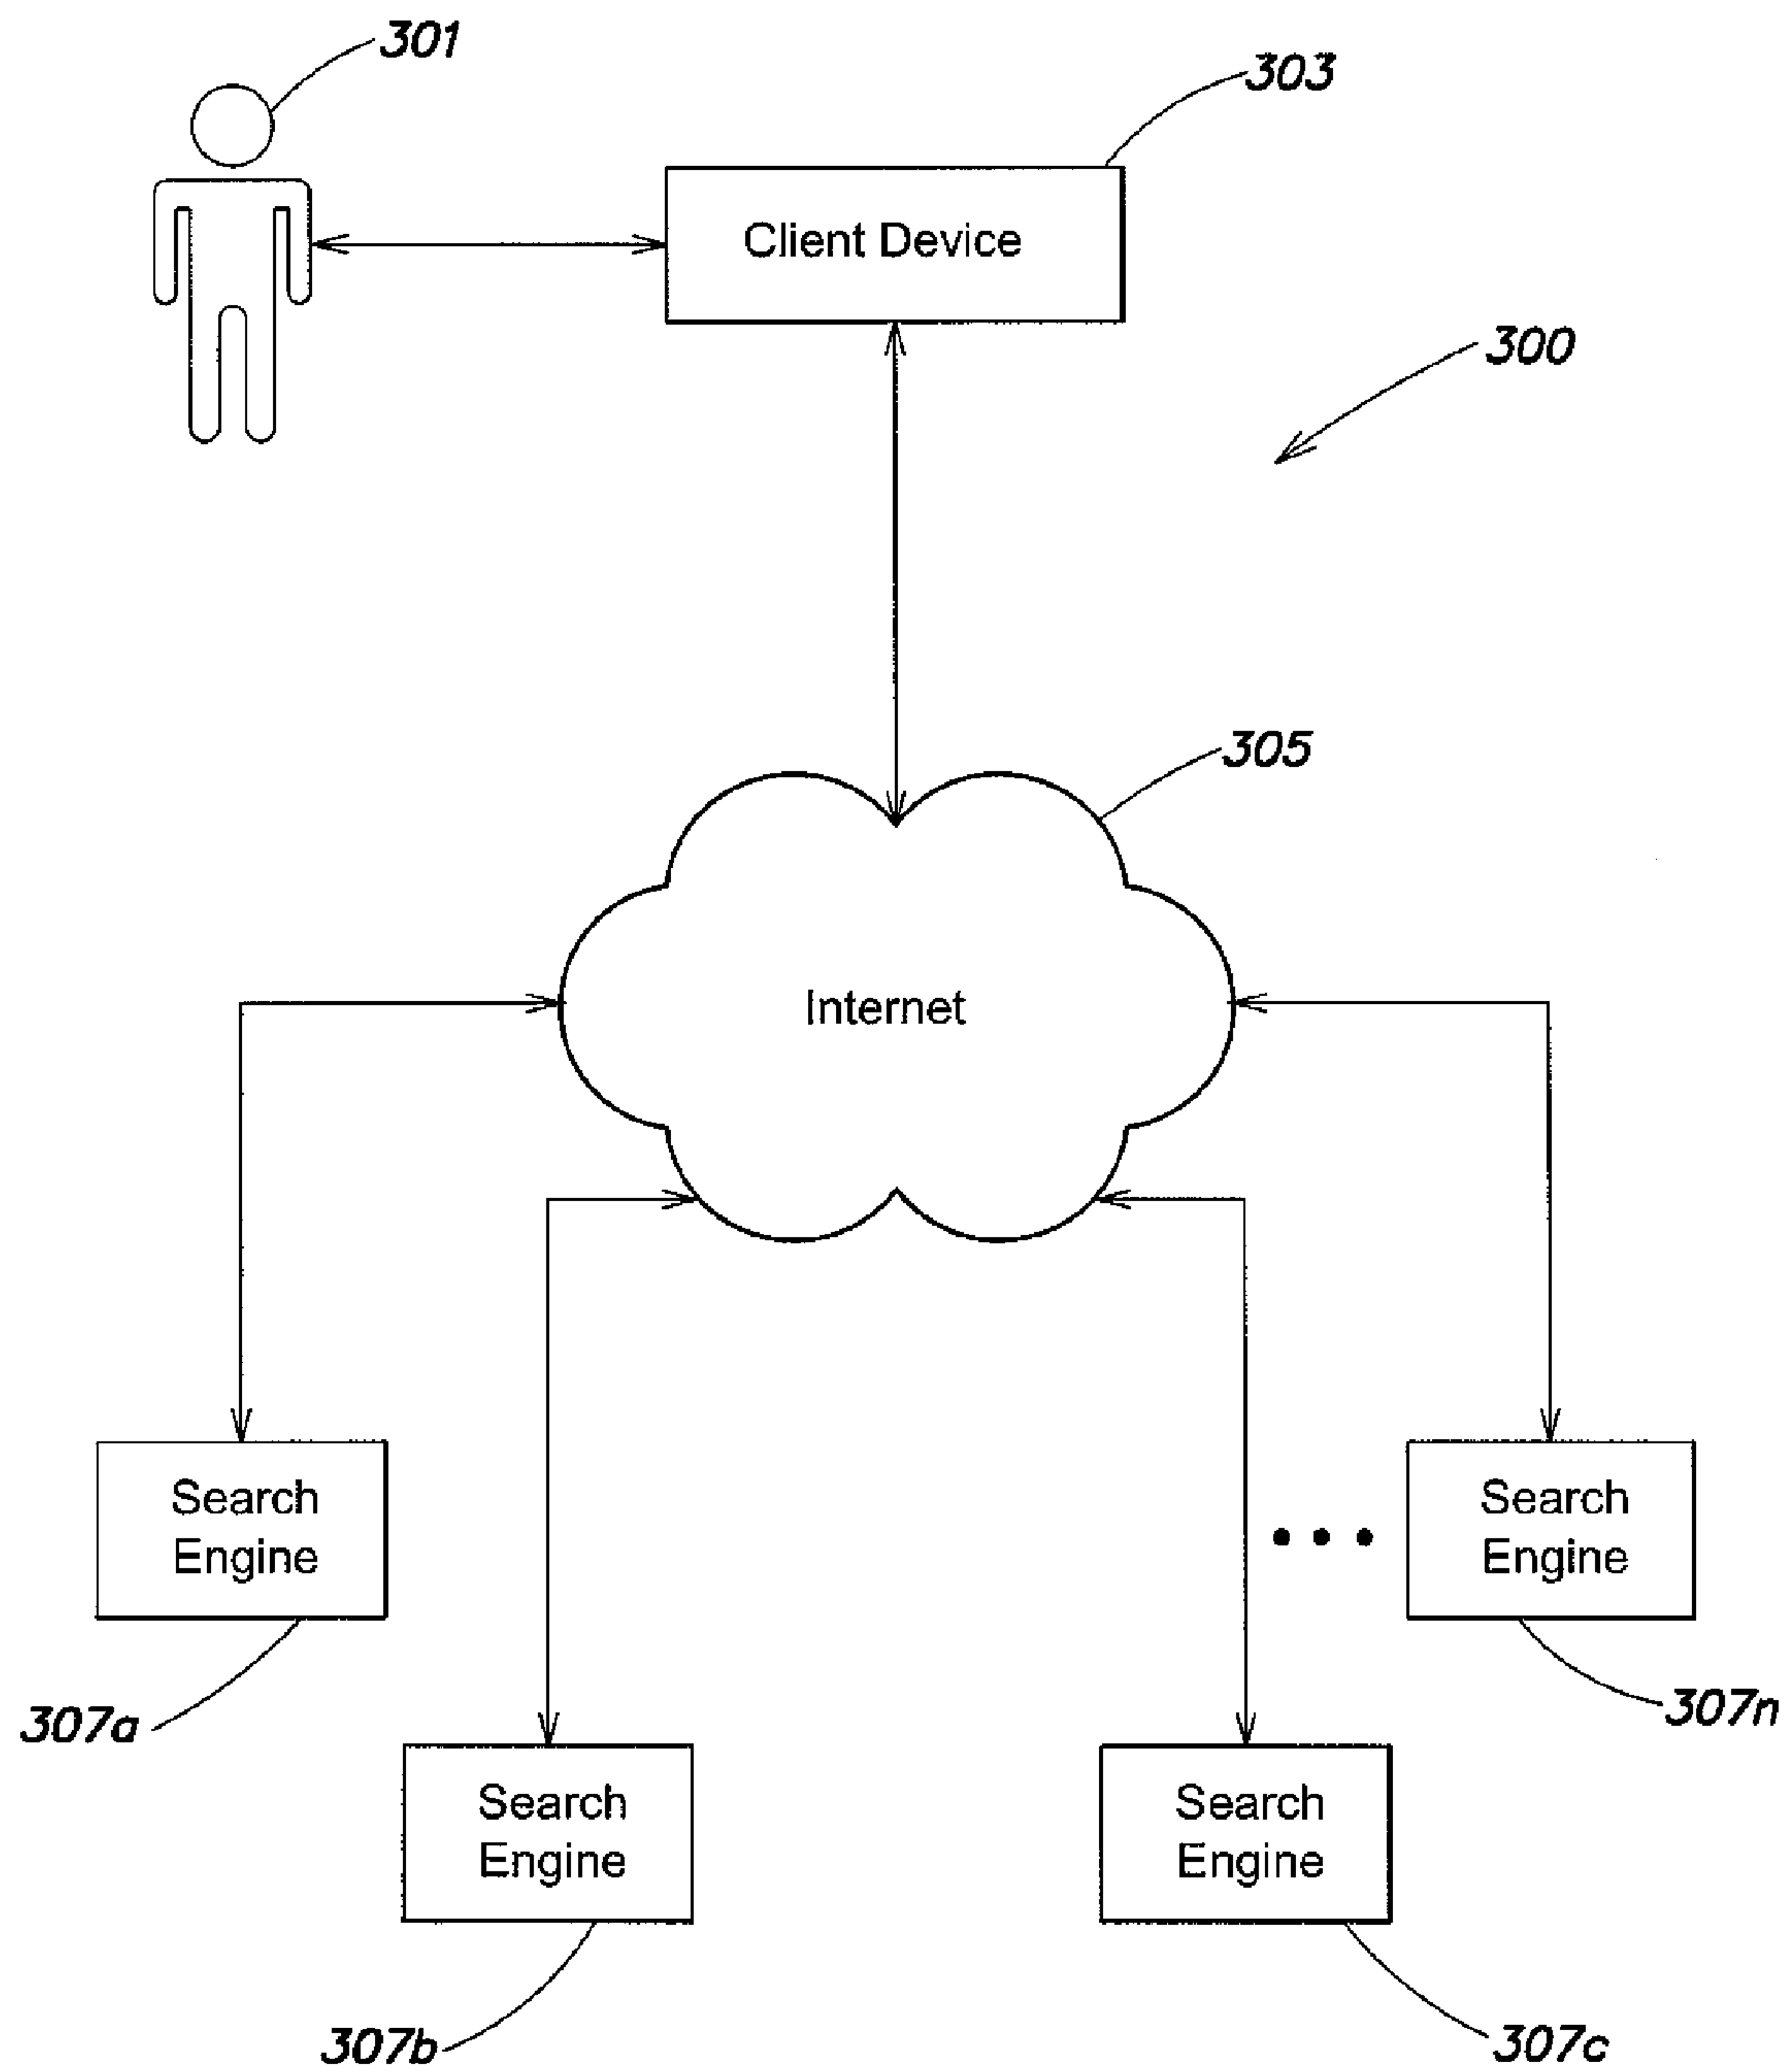 301
303
Client Device
300
305
Internet
Search
Engine
Search
Engine
307a
307n
Search
Engine
Search
Engine
307b
307c